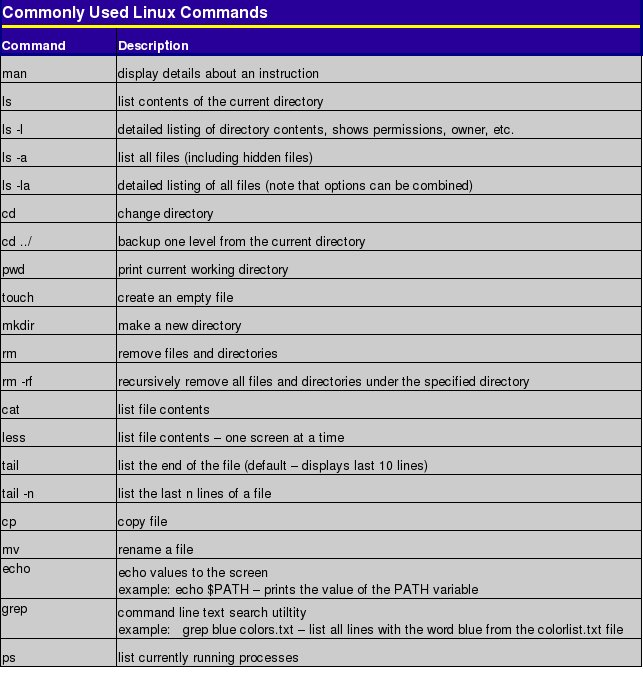 Commonly Used Linux Commands
Command Description
man display details about an instruction
ls list contents of the current directory
ls -l detailed listing of directory contents, shows permissions, owner, etc.
ls -a list all files (including hidden files)
ls -la detailed listing of all files (note that options can be combined)
cd change directory
cd ../ backup one level from the current directory
pwd print current working directory
touch create an empty file
mkdir make a new directory
rm remove files and directories
rm -rf recursively remove all files and directories under the specified directory
cat list file contents
less list file contents – one screen at a time
tail list the end of the file (default – displays last 10 lines)
tail -n list the last n lines of a file
cp copy file
mv rename a file
echo echo values to the screen
example: echo $PATH – prints the value of the PATH variable
grep command line text search utiltity
example: grep blue colors.txt – list all lines with the word blue from the colorlist.txt file
ps list currently running processes